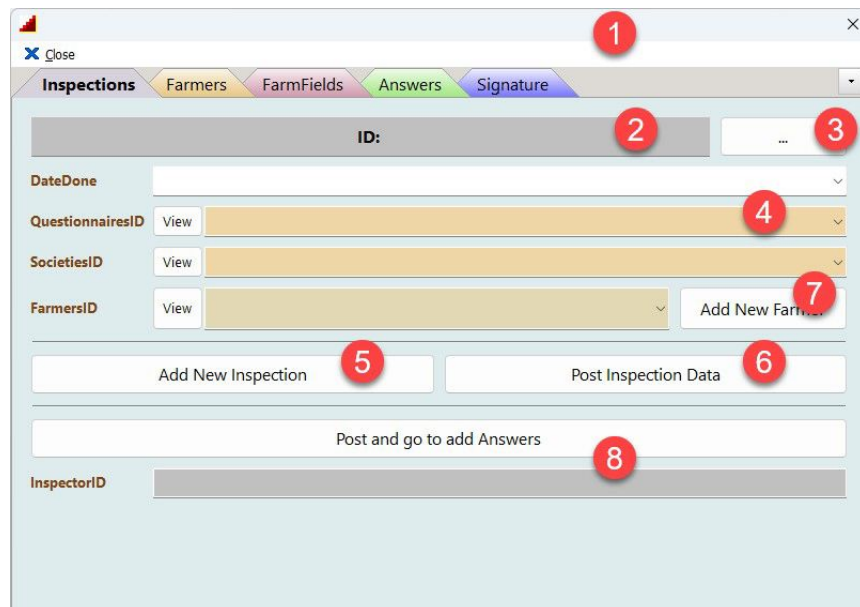 1
Close
Inspections Farmers FarmFields Answers Signature
ID: 2 ... 3
DateDone
QuestionnairesID View 4
SocietiesID View
FarmersID View Add New Farmer 7
Add New Inspection 5 Post Inspection Data 6
Post and go to add Answers
8
InspectorID